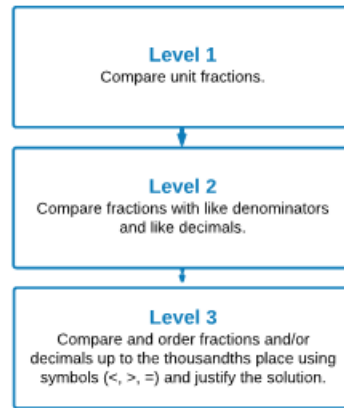 Level 1
Compare unit fractions.
Level 2
Compare fractions with like denominators
and like decimals.
Level 3
Compare and order fractions and/or
decimals up to the thousandths place using
symbols (<, >, =) and justify the solution.